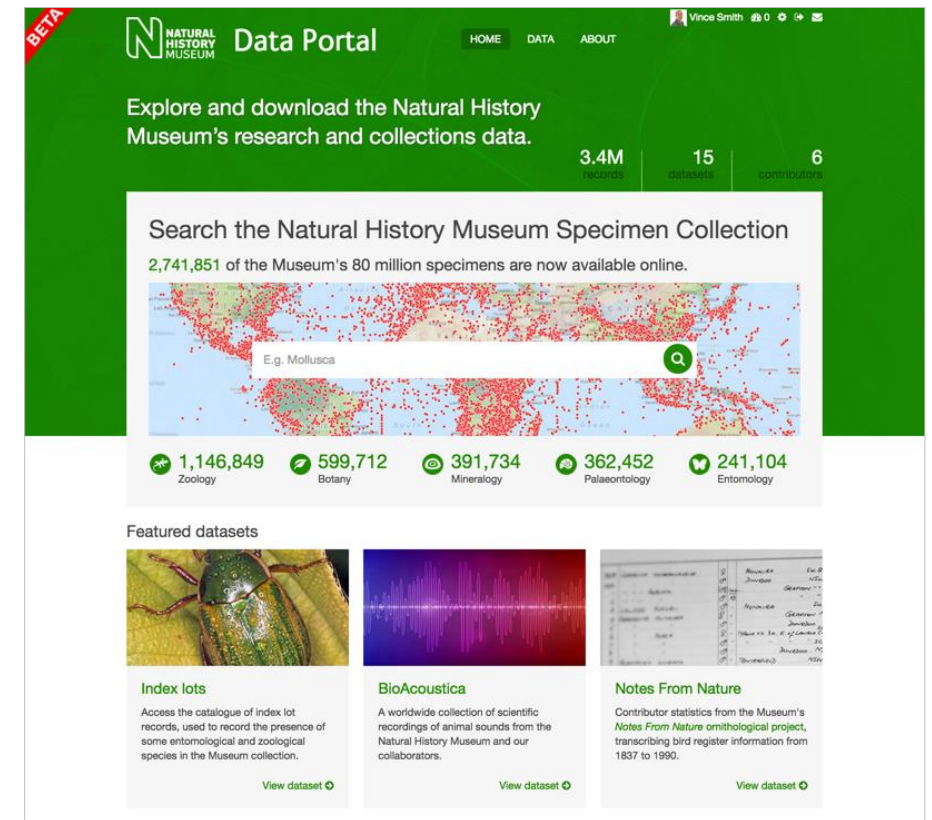 BETA
NATURAL
HISTORY
MUSEUM
Data Portal
HOME DATA ABOUT
Vince Smith 0
Explore and download the Natural History
Museum's research and collections data.
3.4M 15 6
records datasets contributors
Search the Natural History Museum Specimen Collection
2,741,851 of the Museum's 80 million specimens are now available online.
E.g. Mollusca
1,146,849 599,712 391,734 362,452 241,104
Zoology Botany Mineralogy Palaeontology Entomology
Featured datasets
Index lots
Access the catalogue of index lot
records, used to record the presence of
some entomological and zoological
species in the Museum collection.
View dataset
BioAcoustica
A worldwide collection of scientific
recordings of animal sounds from the
Natural History Museum and our
collaborators.
View dataset
Notes From Nature
Contributor statistics from the Museum's
Notes From Nature ornithological project,
transcribing bird register information from
1837 to 1990.
View dataset